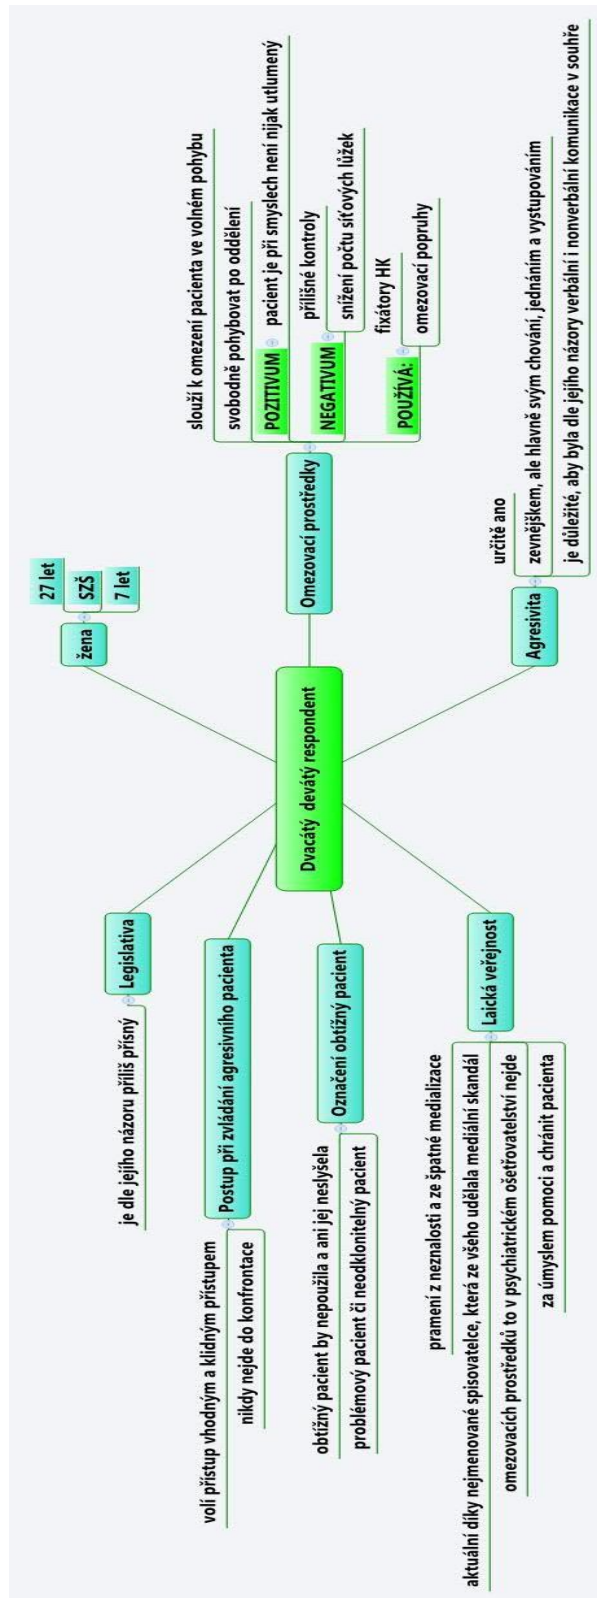 Dvacátý devátý respondent
žena
27 let
SZŠ
7 let
Omezovací prostředky
slouží k omezení pacienta ve volném pohybu
svobodně pohybovat po oddělení
POZITIVUM
pacient je při smyslech není nijak utlumený
NEGATIVUM
přílišné kontroly
snížení počtu síťových lůžek
POUŽÍVÁ:
fixátory HK
omezovací popruhy
Agresivita
určitě ano
zevnějškem, ale hlavně svým chování, jednáním a vystupováním
je důležité, aby byla dle jejího názory verbální i nonverbální komunikace v souhře
Legislativa
je dle jejího názoru příliš přísný
Postup při zvládání agresivního pacienta
volí přístup vhodným a klidným přístupem
nikdy nejde do konfrontace
Označení obtížný pacient
obtížný pacient by nepoužila a ani jej neslyšela
problémový pacient či neodklonitelný pacient
Laická veřejnost
pramení z neznalosti a ze špatné medializace
aktuální díky nejmenované spisovatelce, která ze všeho udělala mediální skandál
omezovacích prostředků to v psychiatrickém ošetřovatelství nejde
za úmyslem pomoci a chránit pacienta